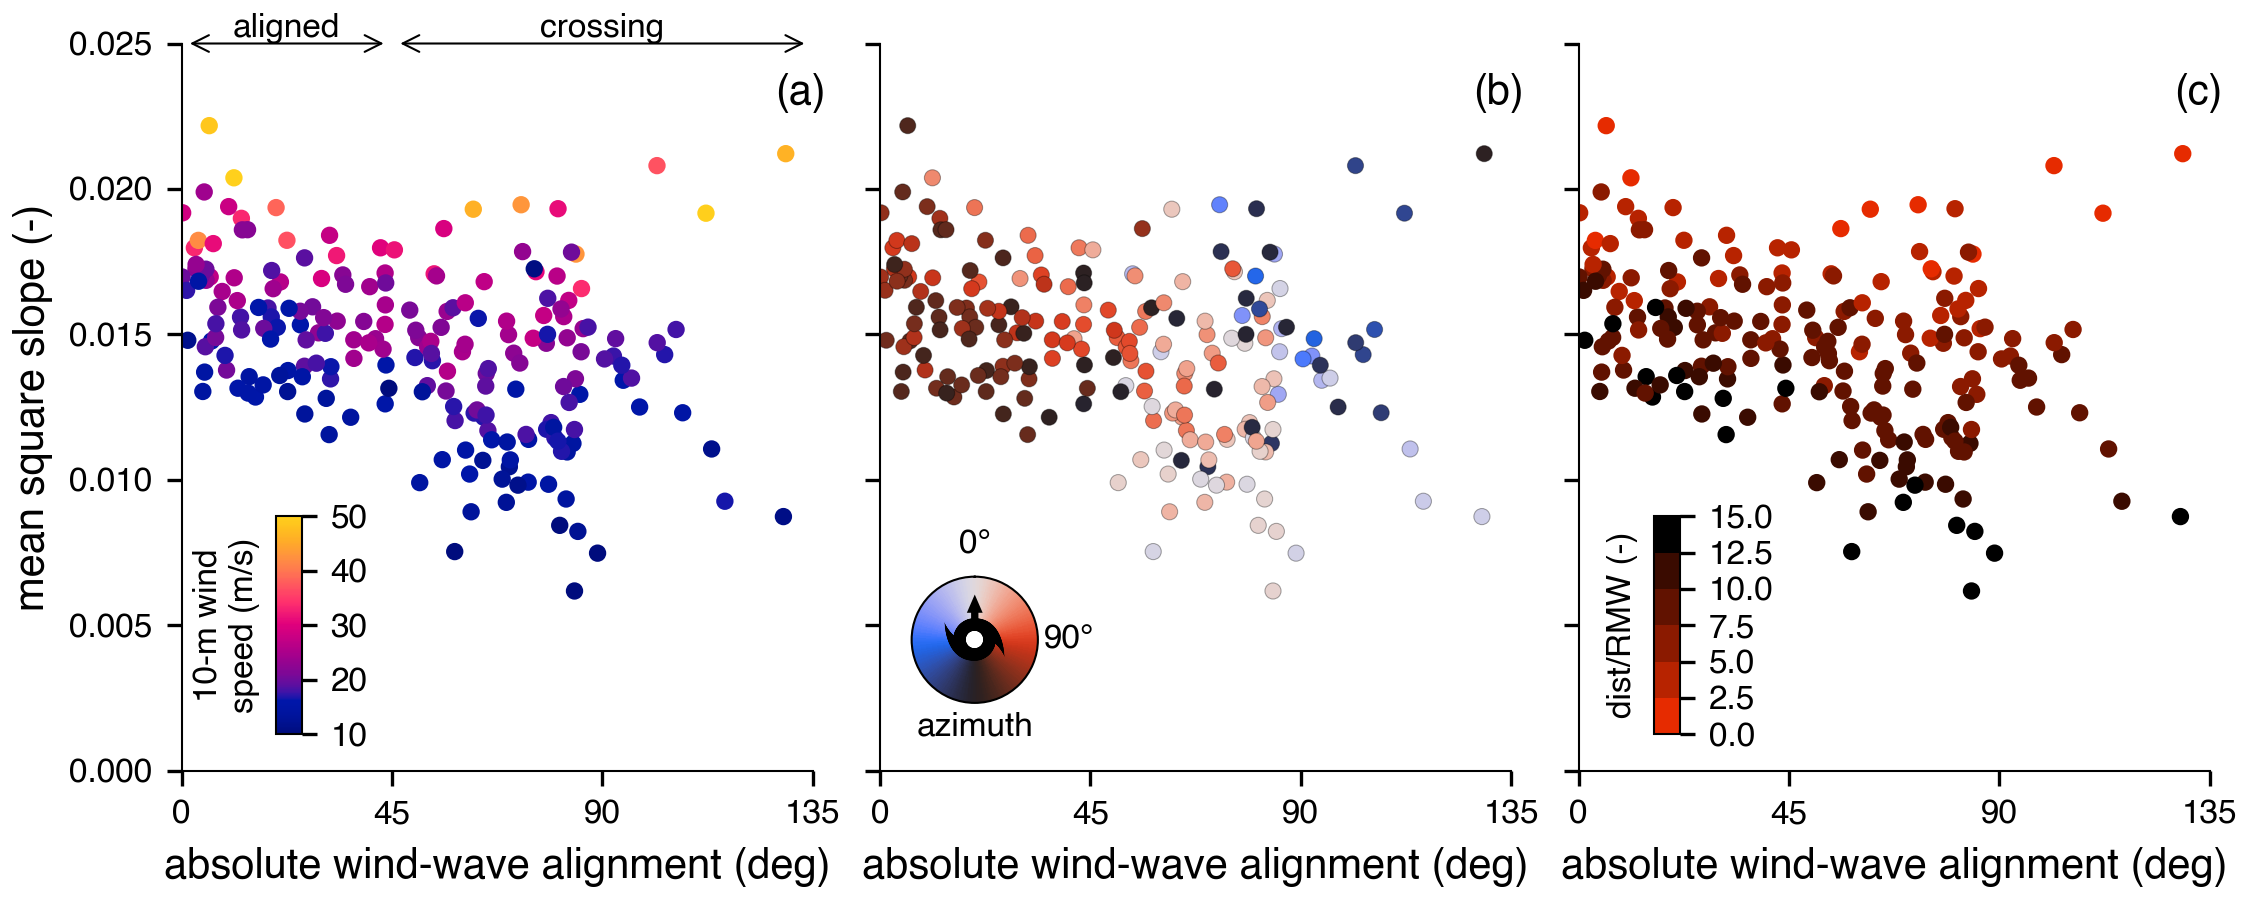 aligned
crossing
(a)
(b)
(c)
mean square slope (-)
0.025
0.020
0.015
0.010
0.005
0.000
10-m wind
speed (m/s)
50
40
30
20
10
0
45
90
135
absolute wind-wave alignment (deg)
0°
90°
azimuth
0
45
90
135
absolute wind-wave alignment (deg)
dist/RMW (-)
15.0
12.5
10.0
7.5
5.0
2.5
0.0
0
45
90
135
absolute wind-wave alignment (deg)